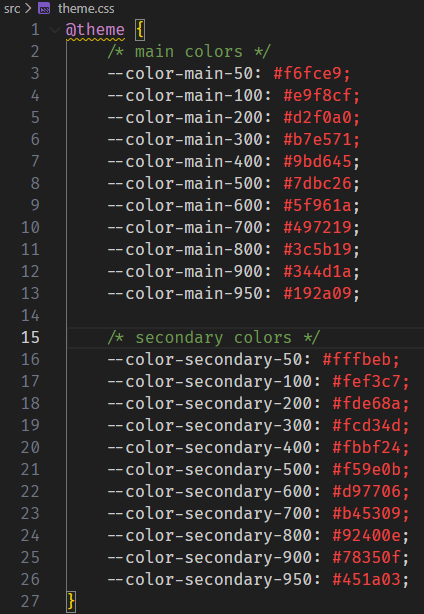 src > theme.css
1 @theme {
2 /* main colors */
3 --color-main-50: #f6fce9;
4 --color-main-100: #e9f8cf;
5 --color-main-200: #d2f0a0;
6 --color-main-300: #b7e571;
7 --color-main-400: #9bd645;
8 --color-main-500: #7dbc26;
9 --color-main-600: #5f961a;
10 --color-main-700: #497219;
11 --color-main-800: #3c5b19;
12 --color-main-900: #344d1a;
13 --color-main-950: #192a09;
14
15 /* secondary colors */
16 --color-secondary-50: #fffbeb;
17 --color-secondary-100: #fef3c7;
18 --color-secondary-200: #fde68a;
19 --color-secondary-300: #fcd34d;
20 --color-secondary-400: #fbbf24;
21 --color-secondary-500: #f59e0b;
22 --color-secondary-600: #d97706;
23 --color-secondary-700: #b45309;
24 --color-secondary-800: #92400e;
25 --color-secondary-900: #78350f;
26 --color-secondary-950: #451a03;
27 }